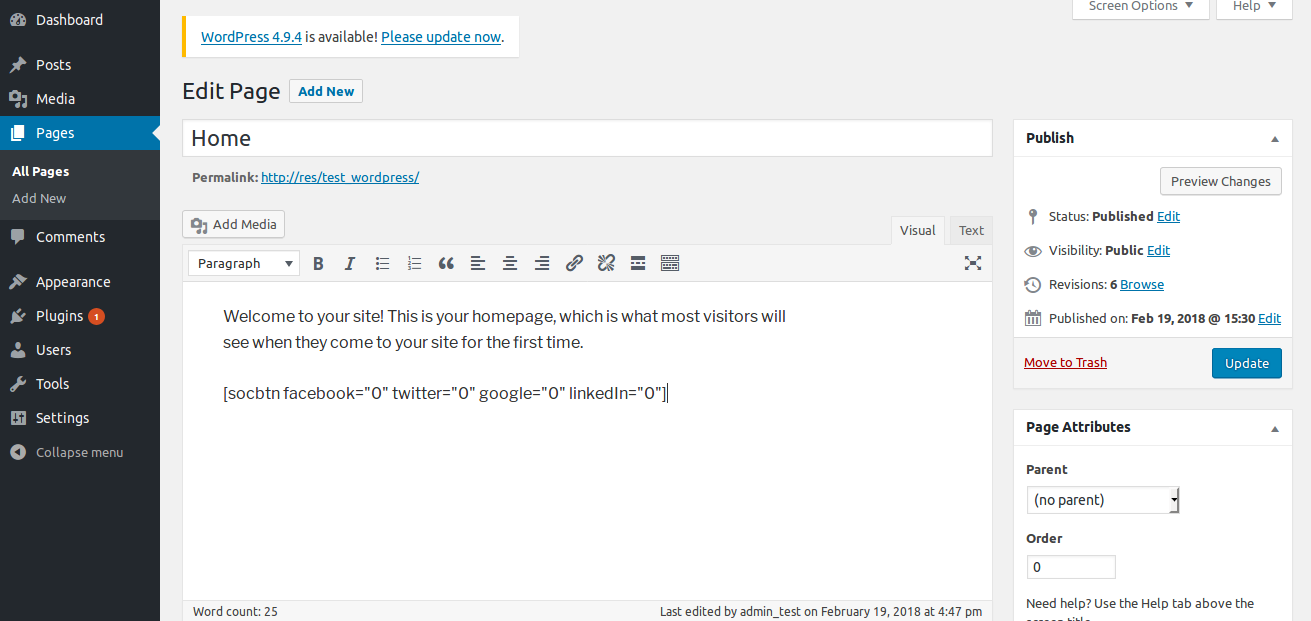 Dashboard
Posts
Media
Pages
All Pages
Add New
Comments
Appearance
Plugins 1
Users
Tools
Settings
Collapse menu
Screen Options
Help
WordPress 4.9.4 is available! Please update now.
Edit Page Add New
Home
Permalink: http://res/test_wordpress/
Add Media
Visual Text
Paragraph
Welcome to your site! This is your homepage, which is what most visitors will
see when they come to your site for the first time.
[socbtn facebook="0" twitter="0" google="0" linkedIn="0"]
Word count: 25
Last edited by admin_test on February 19, 2018 at 4:47 pm
Publish
Preview Changes
Status: Published Edit
Visibility: Public Edit
Revisions: 6 Browse
Published on: Feb 19, 2018 @ 15:30 Edit
Move to Trash
Update
Page Attributes
Parent
(no parent)
Order
0
Need help? Use the Help tab above the
screen title.